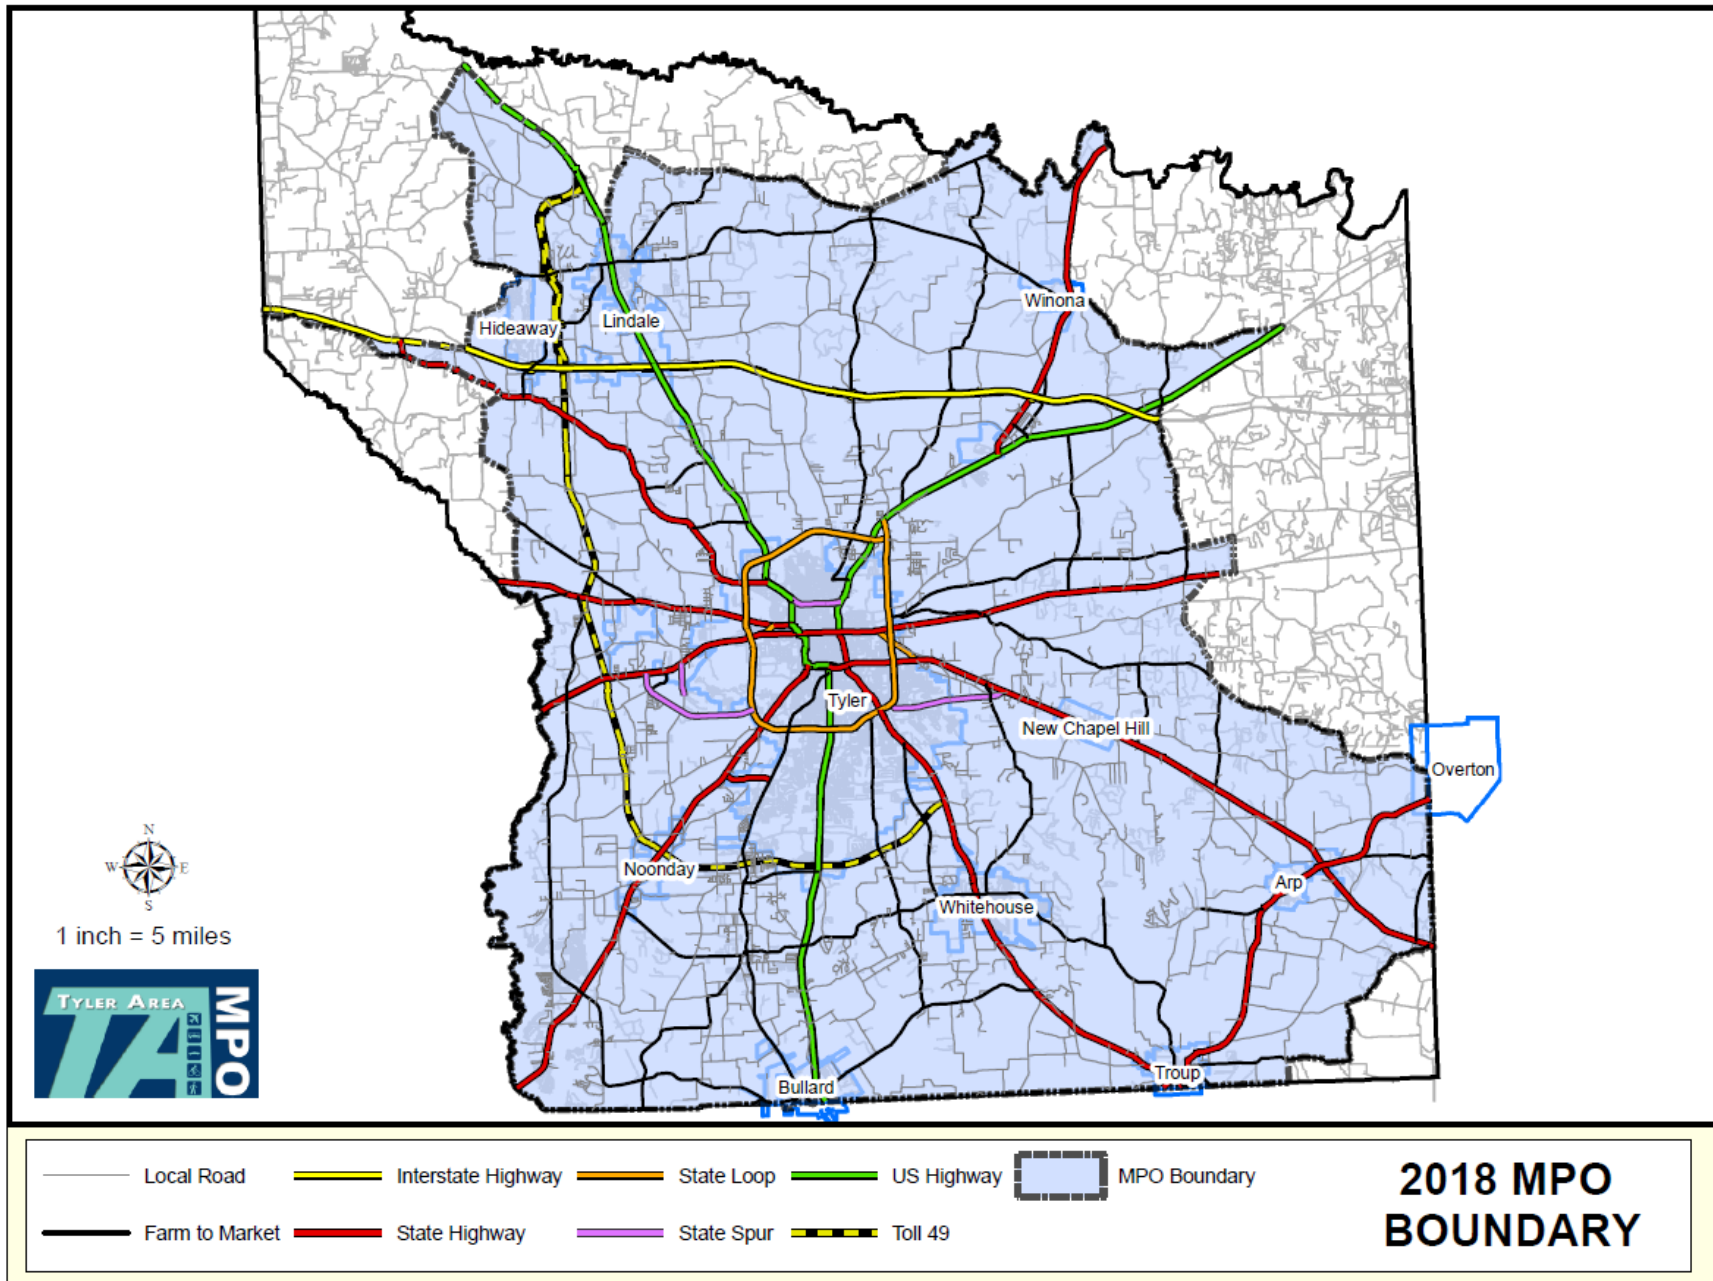 Winona
Hideaway
Lindale
Tyler
New Chapel Hill
Overton
Noonday
Arp
Whitehouse
Troup
Bullard
N
W E
S
1 inch = 5 miles
TYLER AREA
TA
MPO
Local Road
Interstate Highway
State Loop
US Highway
MPO Boundary
Farm to Market
State Highway
State Spur
Toll 49
2018 MPO
BOUNDARY